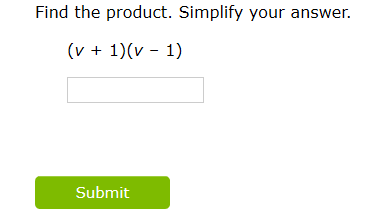 Find the product. Simplify your answer.
(v + 1)(v − 1)
Submit